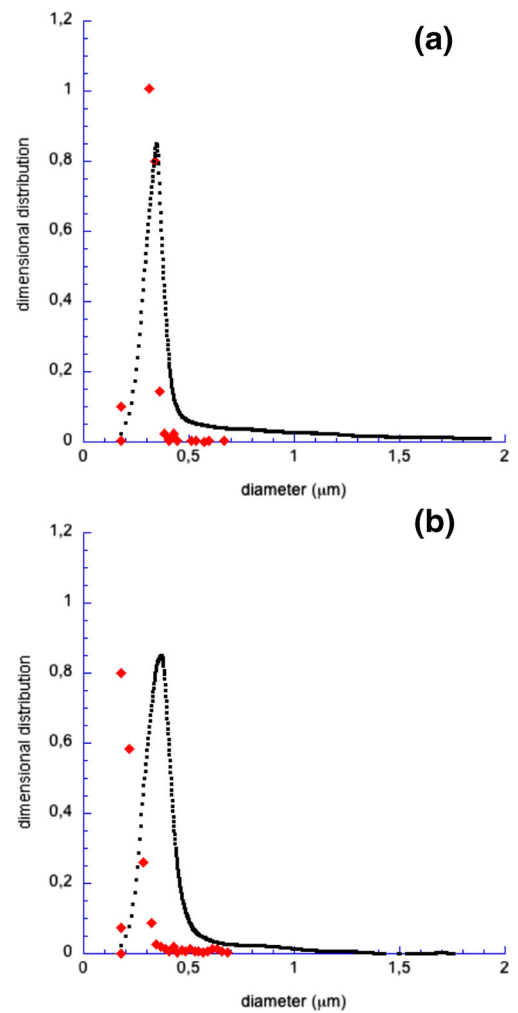 (a)
1,2
1
0,8
0,6
0,4
0,2
0
dimensional distribution
0 0,5 1 1,5 2
diameter (μm)
(b)
1,2
1
0,8
0,6
0,4
0,2
0
dimensional distribution
0 0,5 1 1,5 2
diameter (μm)